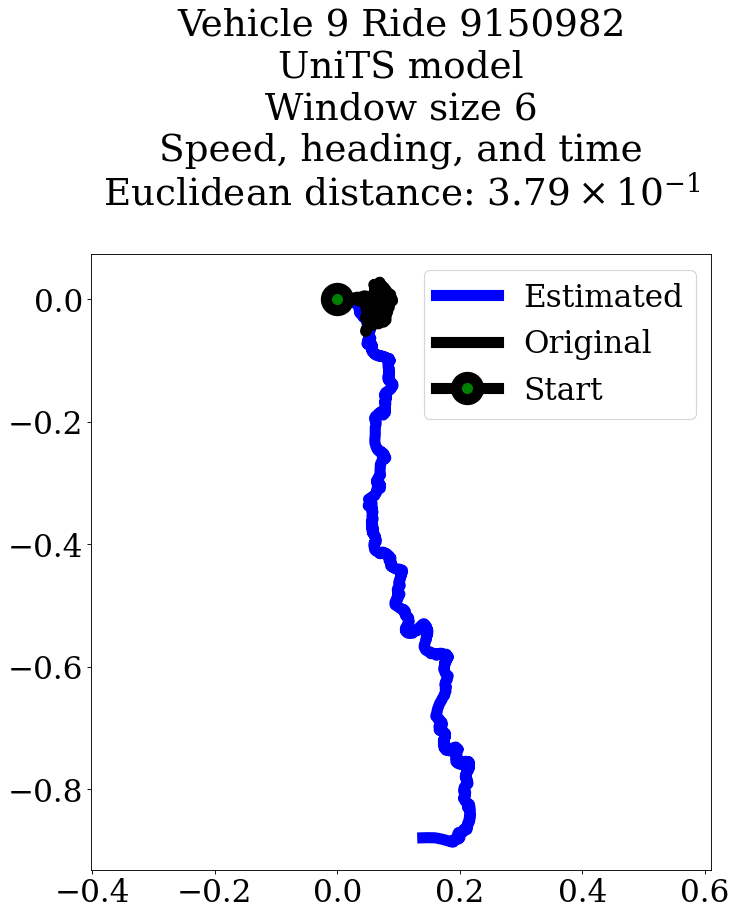 Vehicle 9 Ride 9150982
UniTS model
Window size 6
Speed, heading, and time
Euclidean distance: 3.79 × 10⁻¹
Estimated
Original
Start
0.0
−0.2
−0.4
−0.6
−0.8
−0.4 −0.2 0.0 0.2 0.4 0.6